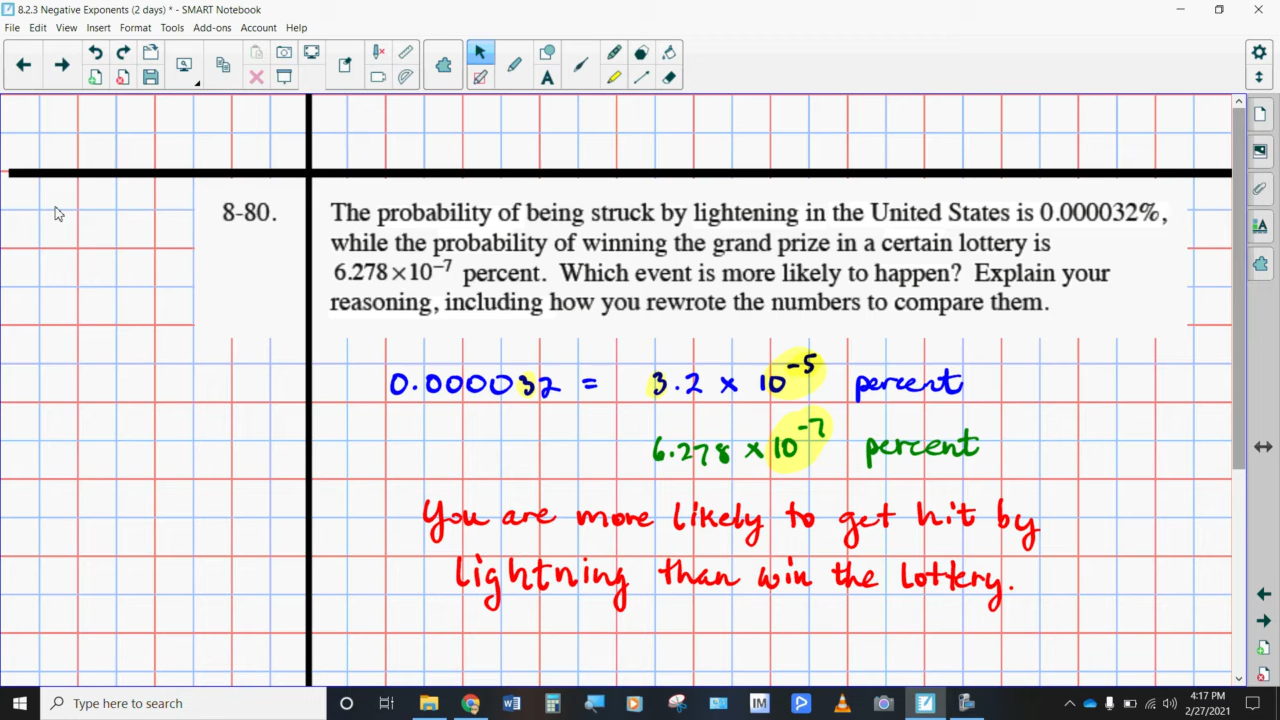 8.2.3 Negative Exponents (2 days) * - SMART Notebook
File Edit View Insert Format Tools Add-ons Account Help
8-80. The probability of being struck by lightening in the United States is 0.000032%,
while the probability of winning the grand prize in a certain lottery is
6.278 × 10⁻⁷ percent. Which event is more likely to happen? Explain your
reasoning, including how you rewrote the numbers to compare them.
0.000032 = 3.2 × 10⁻⁵ percent
6.278 × 10⁻⁷ percent
You are more likely to get hit by
lightning than win the lottery.
Type here to search
4:17 PM
2/27/2021